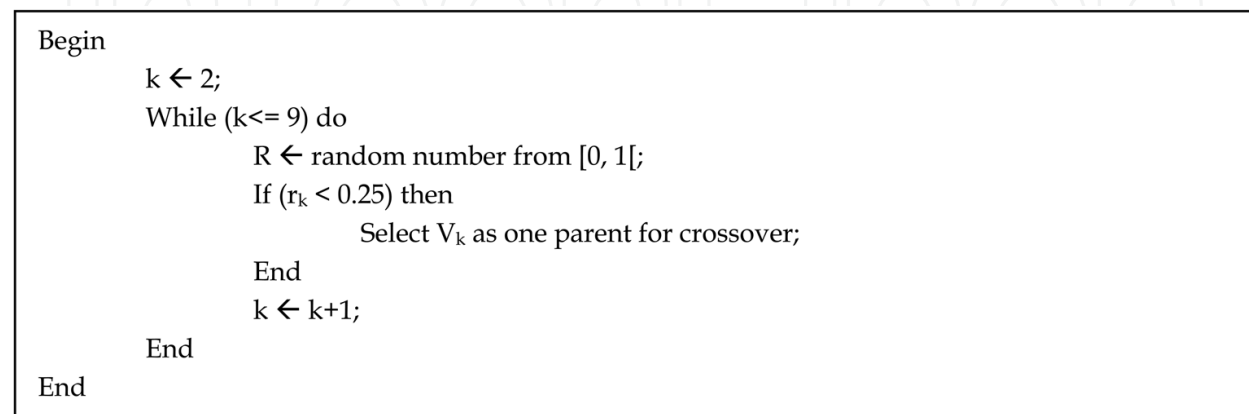 Begin
k ← 2;
While (k<= 9) do
R ← random number from [0, 1[;
If (rₖ < 0.25) then
Select Vₖ as one parent for crossover;
End
k ← k+1;
End
End